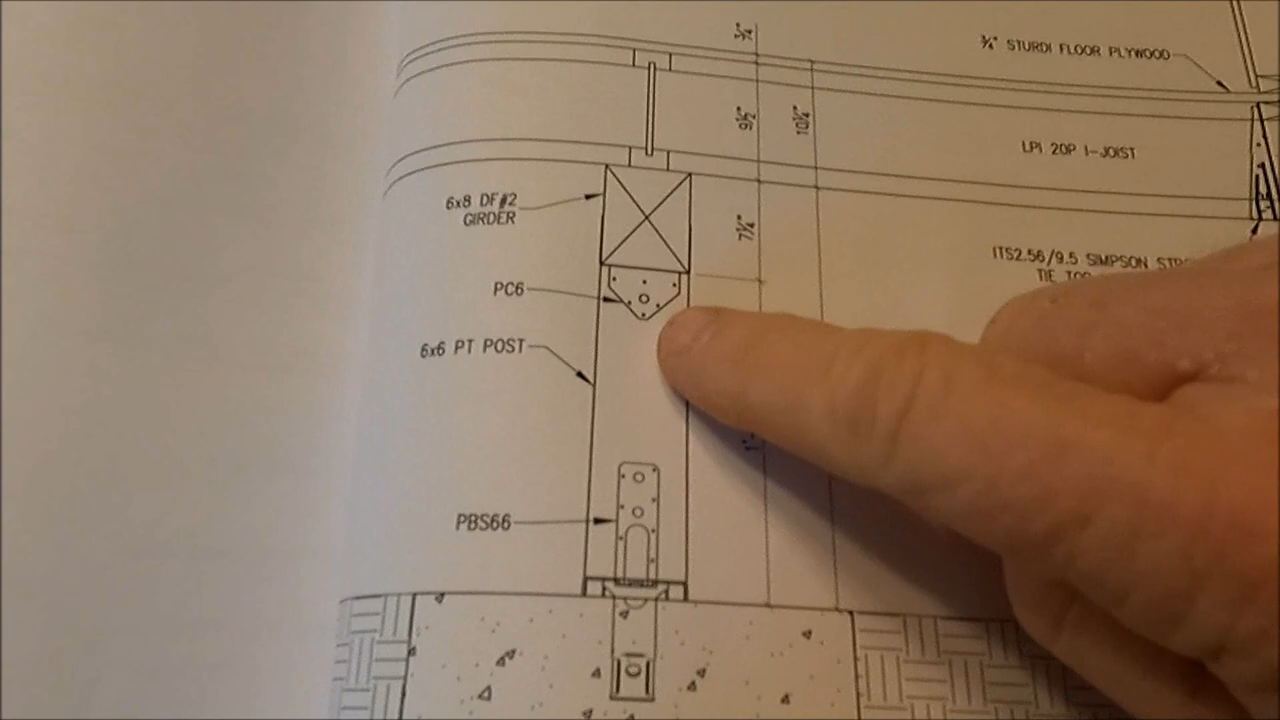 3/4"
3/4" STURDI FLOOR PLYWOOD
9½"
10¼"
LPI 20P I-JOIST
6x8 DF#2
GIRDER
7¼"
ITS2.56/9.5 SIMPSON
TIE
PC6
6x6 PT POST
PBS66